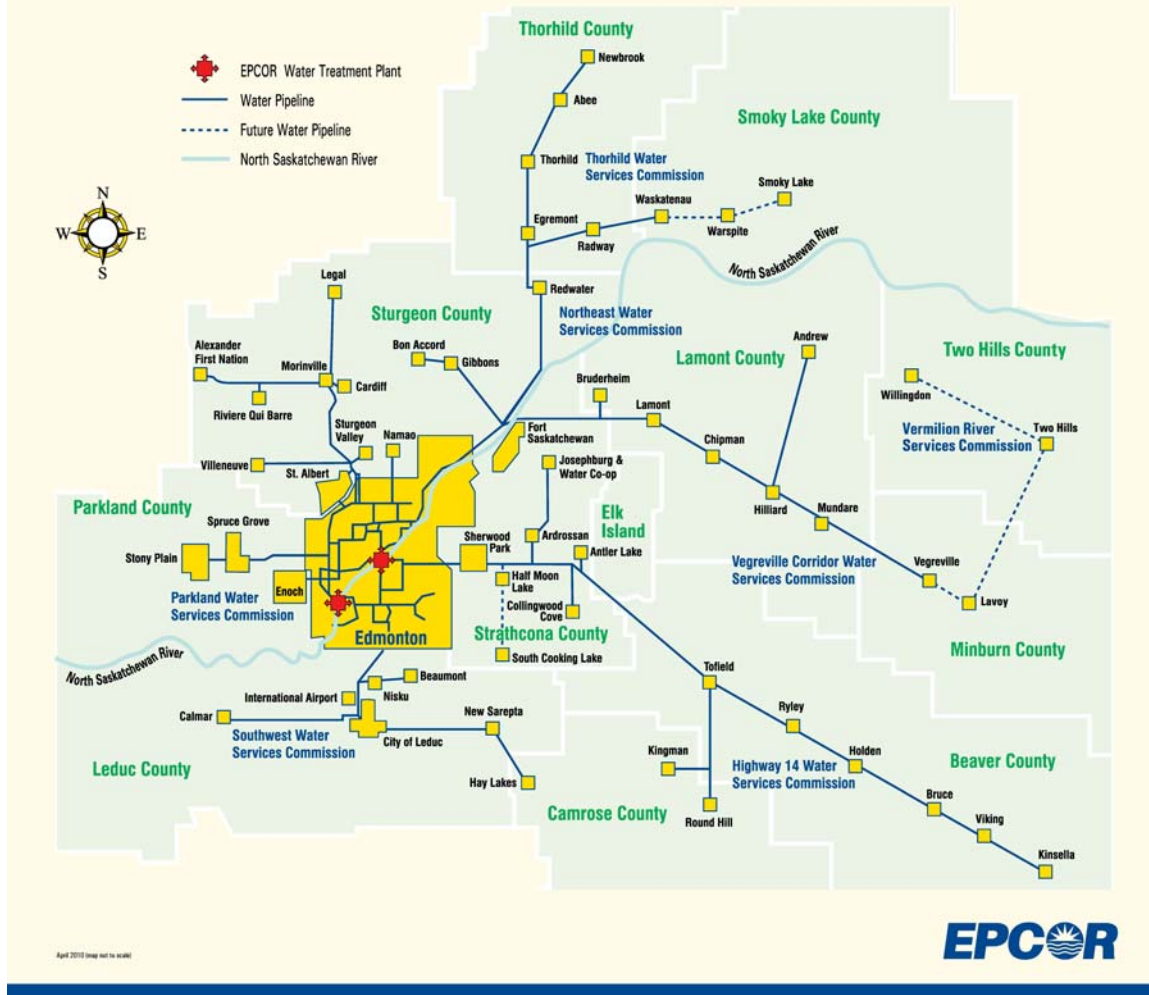 Thorhild County
Newbrook
EPCOR Water Treatment Plant
Water Pipeline
Future Water Pipeline
North Saskatchewan River
Abee
Smoky Lake County
Thorhild
Thorhild Water
Services Commission
Smoky Lake
Waskatenau
Warspite
Egremont
Radway
N
W
E
S
North Saskatchewan River
Legal
Redwater
Sturgeon County
Northeast Water
Services Commission
Andrew
Lamont County
Two Hills County
Alexander
First Nation
Morinville
Cardiff
Riviere Qui Barre
Bon Accord
Gibbons
Bruderheim
Lamont
Willingdon
Vermilion River
Services Commission
Two Hills
Sturgeon
Valley
Namao
Fort
Saskatchewan
Chipman
Villeneuve
St. Albert
Josephburg &
Water Co-op
Hilliard
Mundare
Parkland County
Spruce Grove
Stony Plain
Elk
Island
Sherwood
Park
Ardrossan
Antler Lake
Vegreville Corridor Water
Services Commission
Vegreville
Lavoy
Enoch
Parkland Water
Services Commission
Half Moon
Lake
Collingwood
Cove
Edmonton
Strathcona County
South Cooking Lake
Minburn County
North Saskatchewan River
Beaumont
International Airport
Nisku
Tofield
Calmar
Southwest Water
Services Commission
City of Leduc
New Sarepta
Ryley
Leduc County
Hay Lakes
Kingman
Highway 14 Water
Services Commission
Holden
Beaver County
Camrose County
Round Hill
Bruce
Viking
Kinsella
EPCOR
April 2010 (map not to scale)